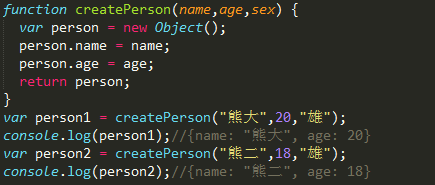 function createPerson(name,age,sex) {
  var person = new Object();
  person.name = name;
  person.age = age;
  return person;
}
var person1 = createPerson("熊大",20,"雄");
console.log(person1);//{name: "熊大", age: 20}
var person2 = createPerson("熊二",18,"雄");
console.log(person2);//{name: "熊二", age: 18}